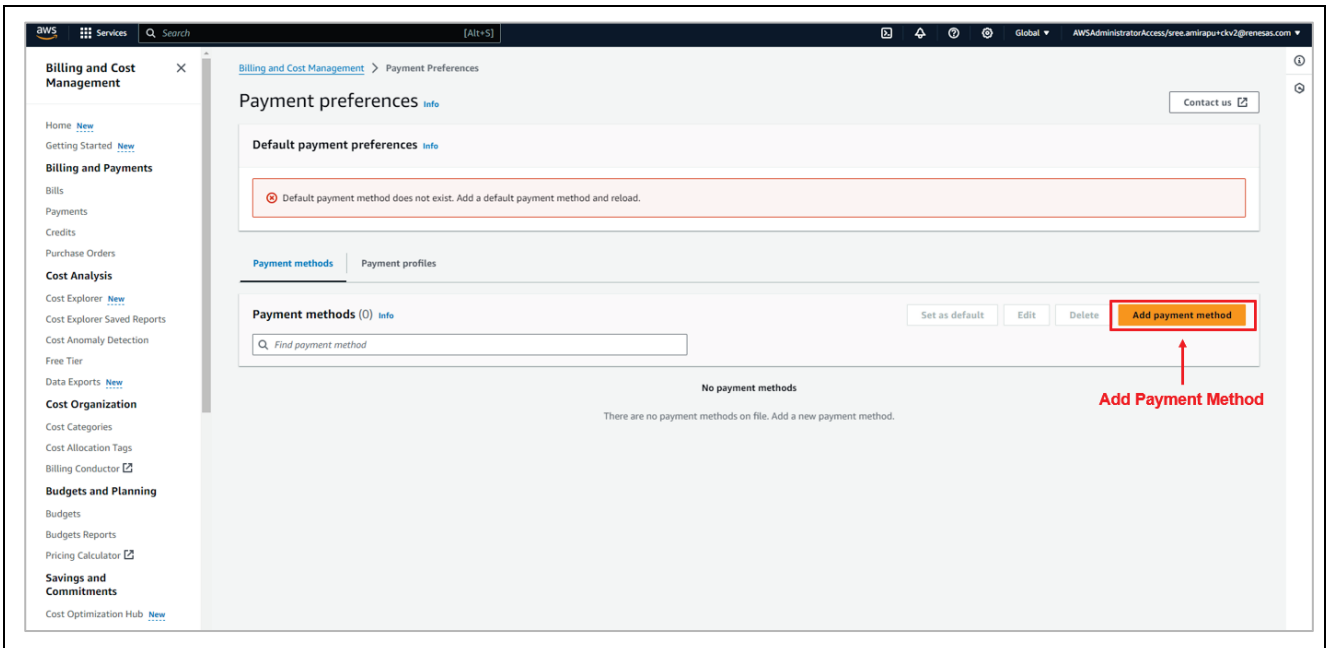 aws Services Search [Alt+S] Global AWSAdministratorAccess/sree.amirapu+ckv2@renesas.com
Billing and Cost
Management
Home New
Getting Started New
Billing and Payments
Bills
Payments
Credits
Purchase Orders
Cost Analysis
Cost Explorer New
Cost Explorer Saved Reports
Cost Anomaly Detection
Free Tier
Data Exports New
Cost Organization
Cost Categories
Cost Allocation Tags
Billing Conductor
Budgets and Planning
Budgets
Budgets Reports
Pricing Calculator
Savings and
Commitments
Cost Optimization Hub New
Billing and Cost Management > Payment Preferences
Payment preferences Info
Contact us
Default payment preferences Info
Default payment method does not exist. Add a default payment method and reload.
Payment methods Payment profiles
Payment methods (0) Info
Set as default Edit Delete Add payment method
Find payment method
Add Payment Method
No payment methods
There are no payment methods on file. Add a new payment method.